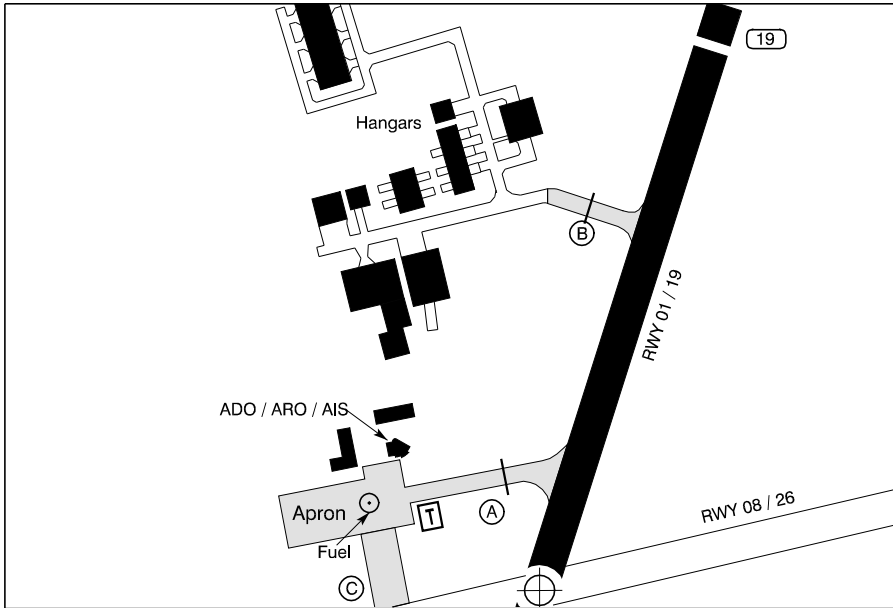 19
Hangars
B
RWY 01 / 19
ADO / ARO / AIS
Apron
T
A
RWY 08 / 26
Fuel
C